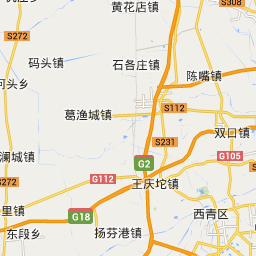 黄花店镇
S308
S272
码头镇
石各庄镇
陈嘴镇
河头乡
S112
葛渔城镇
双口镇
S231
澜城镇
G2
G105
S272
G112
王庆坨镇
里镇
G18
西青区
东段乡
扬芬港镇